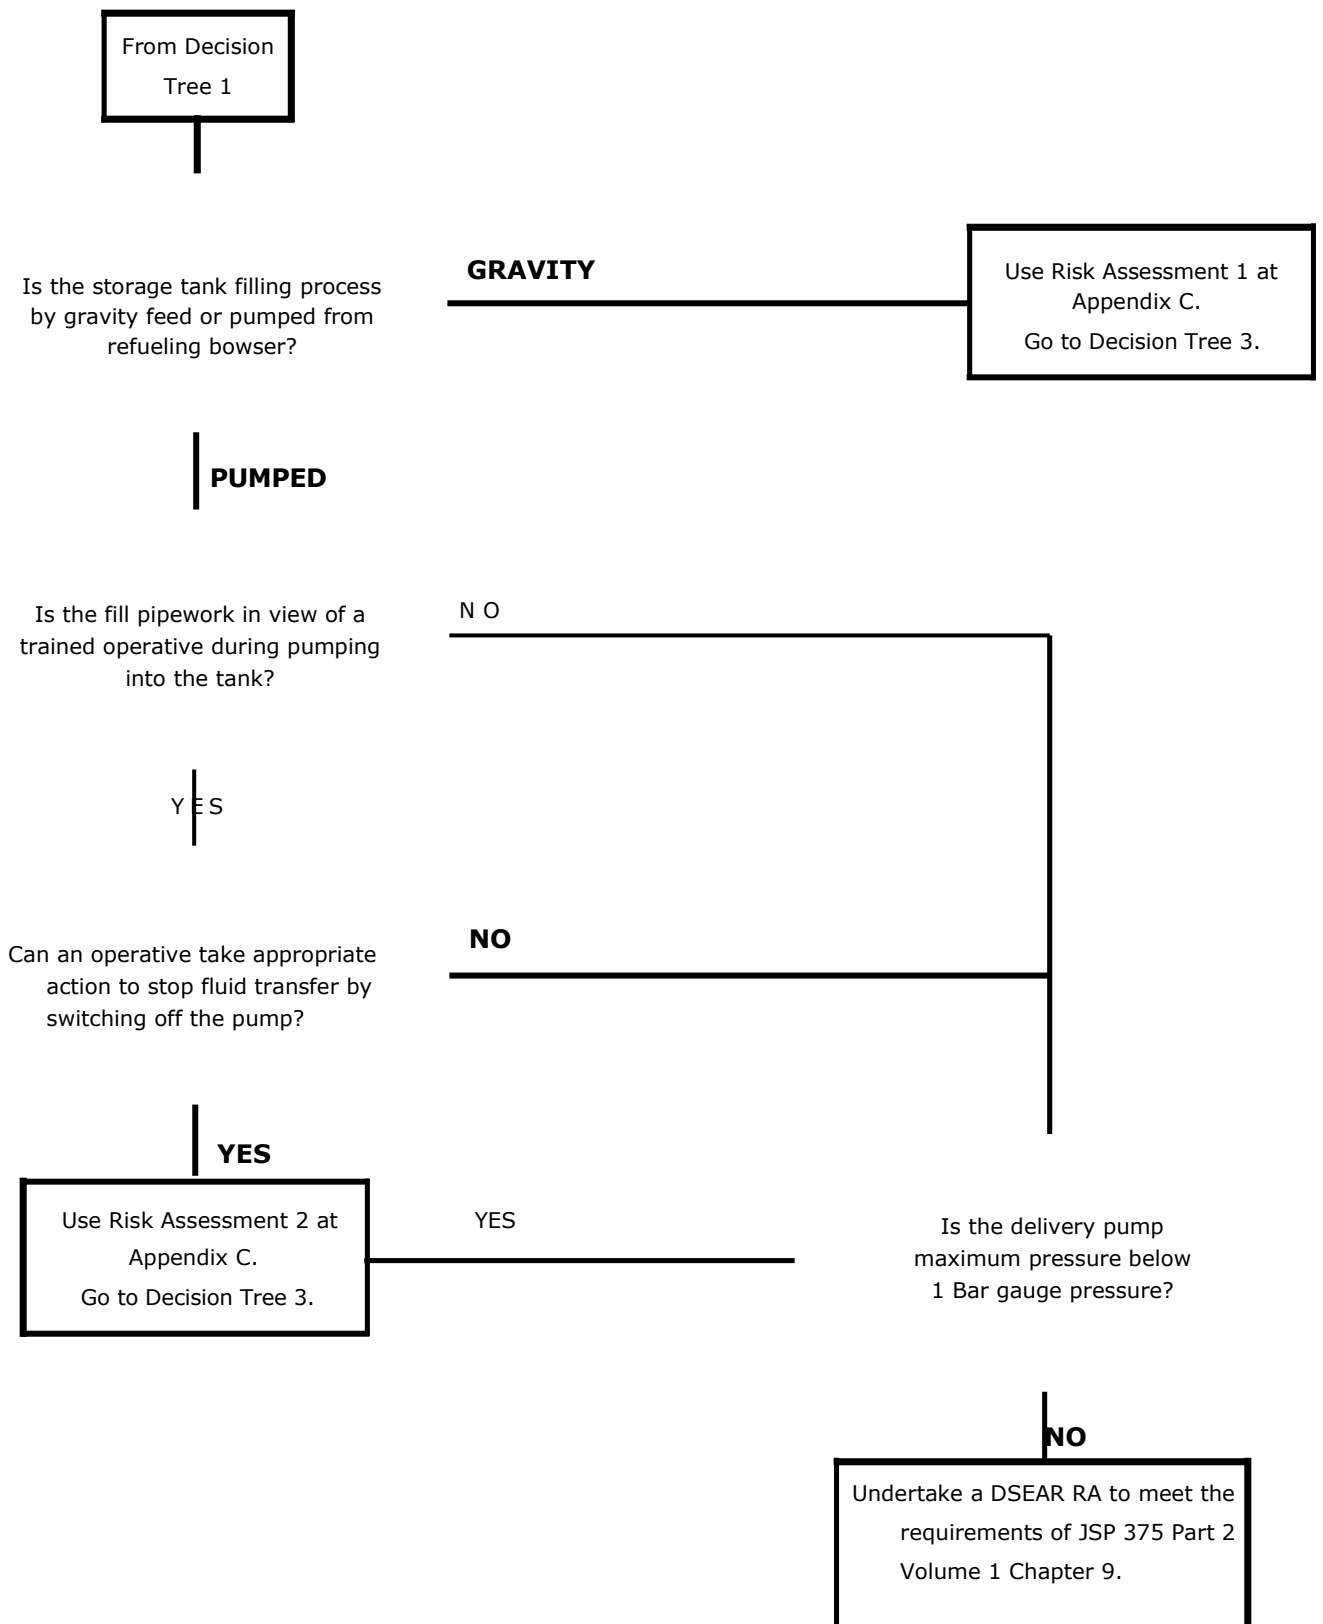 From Decision
Tree 1
GRAVITY
Is the storage tank filling process
by gravity feed or pumped from
refueling bowser?
Use Risk Assessment 1 at
Appendix C.
Go to Decision Tree 3.
PUMPED
Is the fill pipework in view of a
trained operative during pumping
into the tank?
N O
Y E S
Can an operative take appropriate
action to stop fluid transfer by
switching off the pump?
NO
YES
Use Risk Assessment 2 at
Appendix C.
Go to Decision Tree 3.
YES
Is the delivery pump
maximum pressure below
1 Bar gauge pressure?
NO
Undertake a DSEAR RA to meet the
requirements of JSP 375 Part 2
Volume 1 Chapter 9.